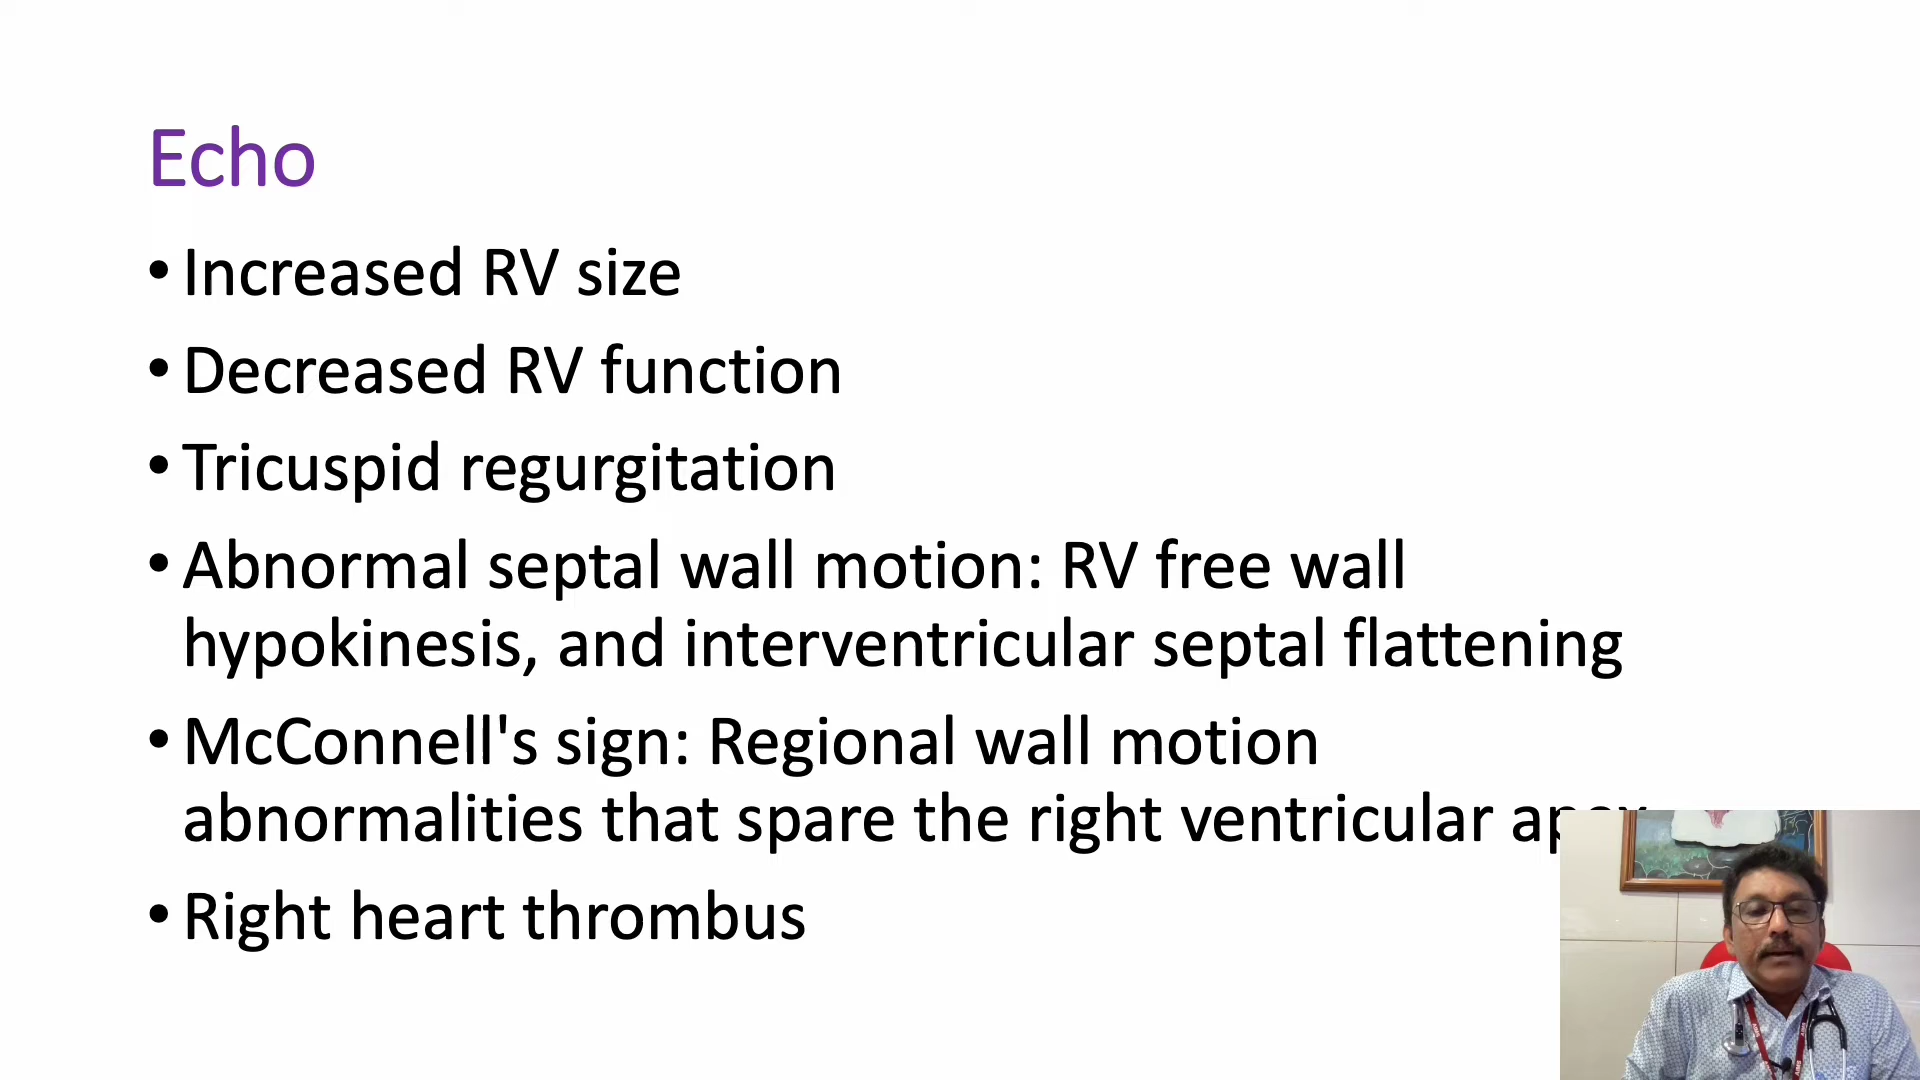 Echo
• Increased RV size
• Decreased RV function
• Tricuspid regurgitation
• Abnormal septal wall motion: RV free wall
hypokinesis, and interventricular septal flattening
• McConnell's sign: Regional wall motion
abnormalities that spare the right ventricular apex
• Right heart thrombus